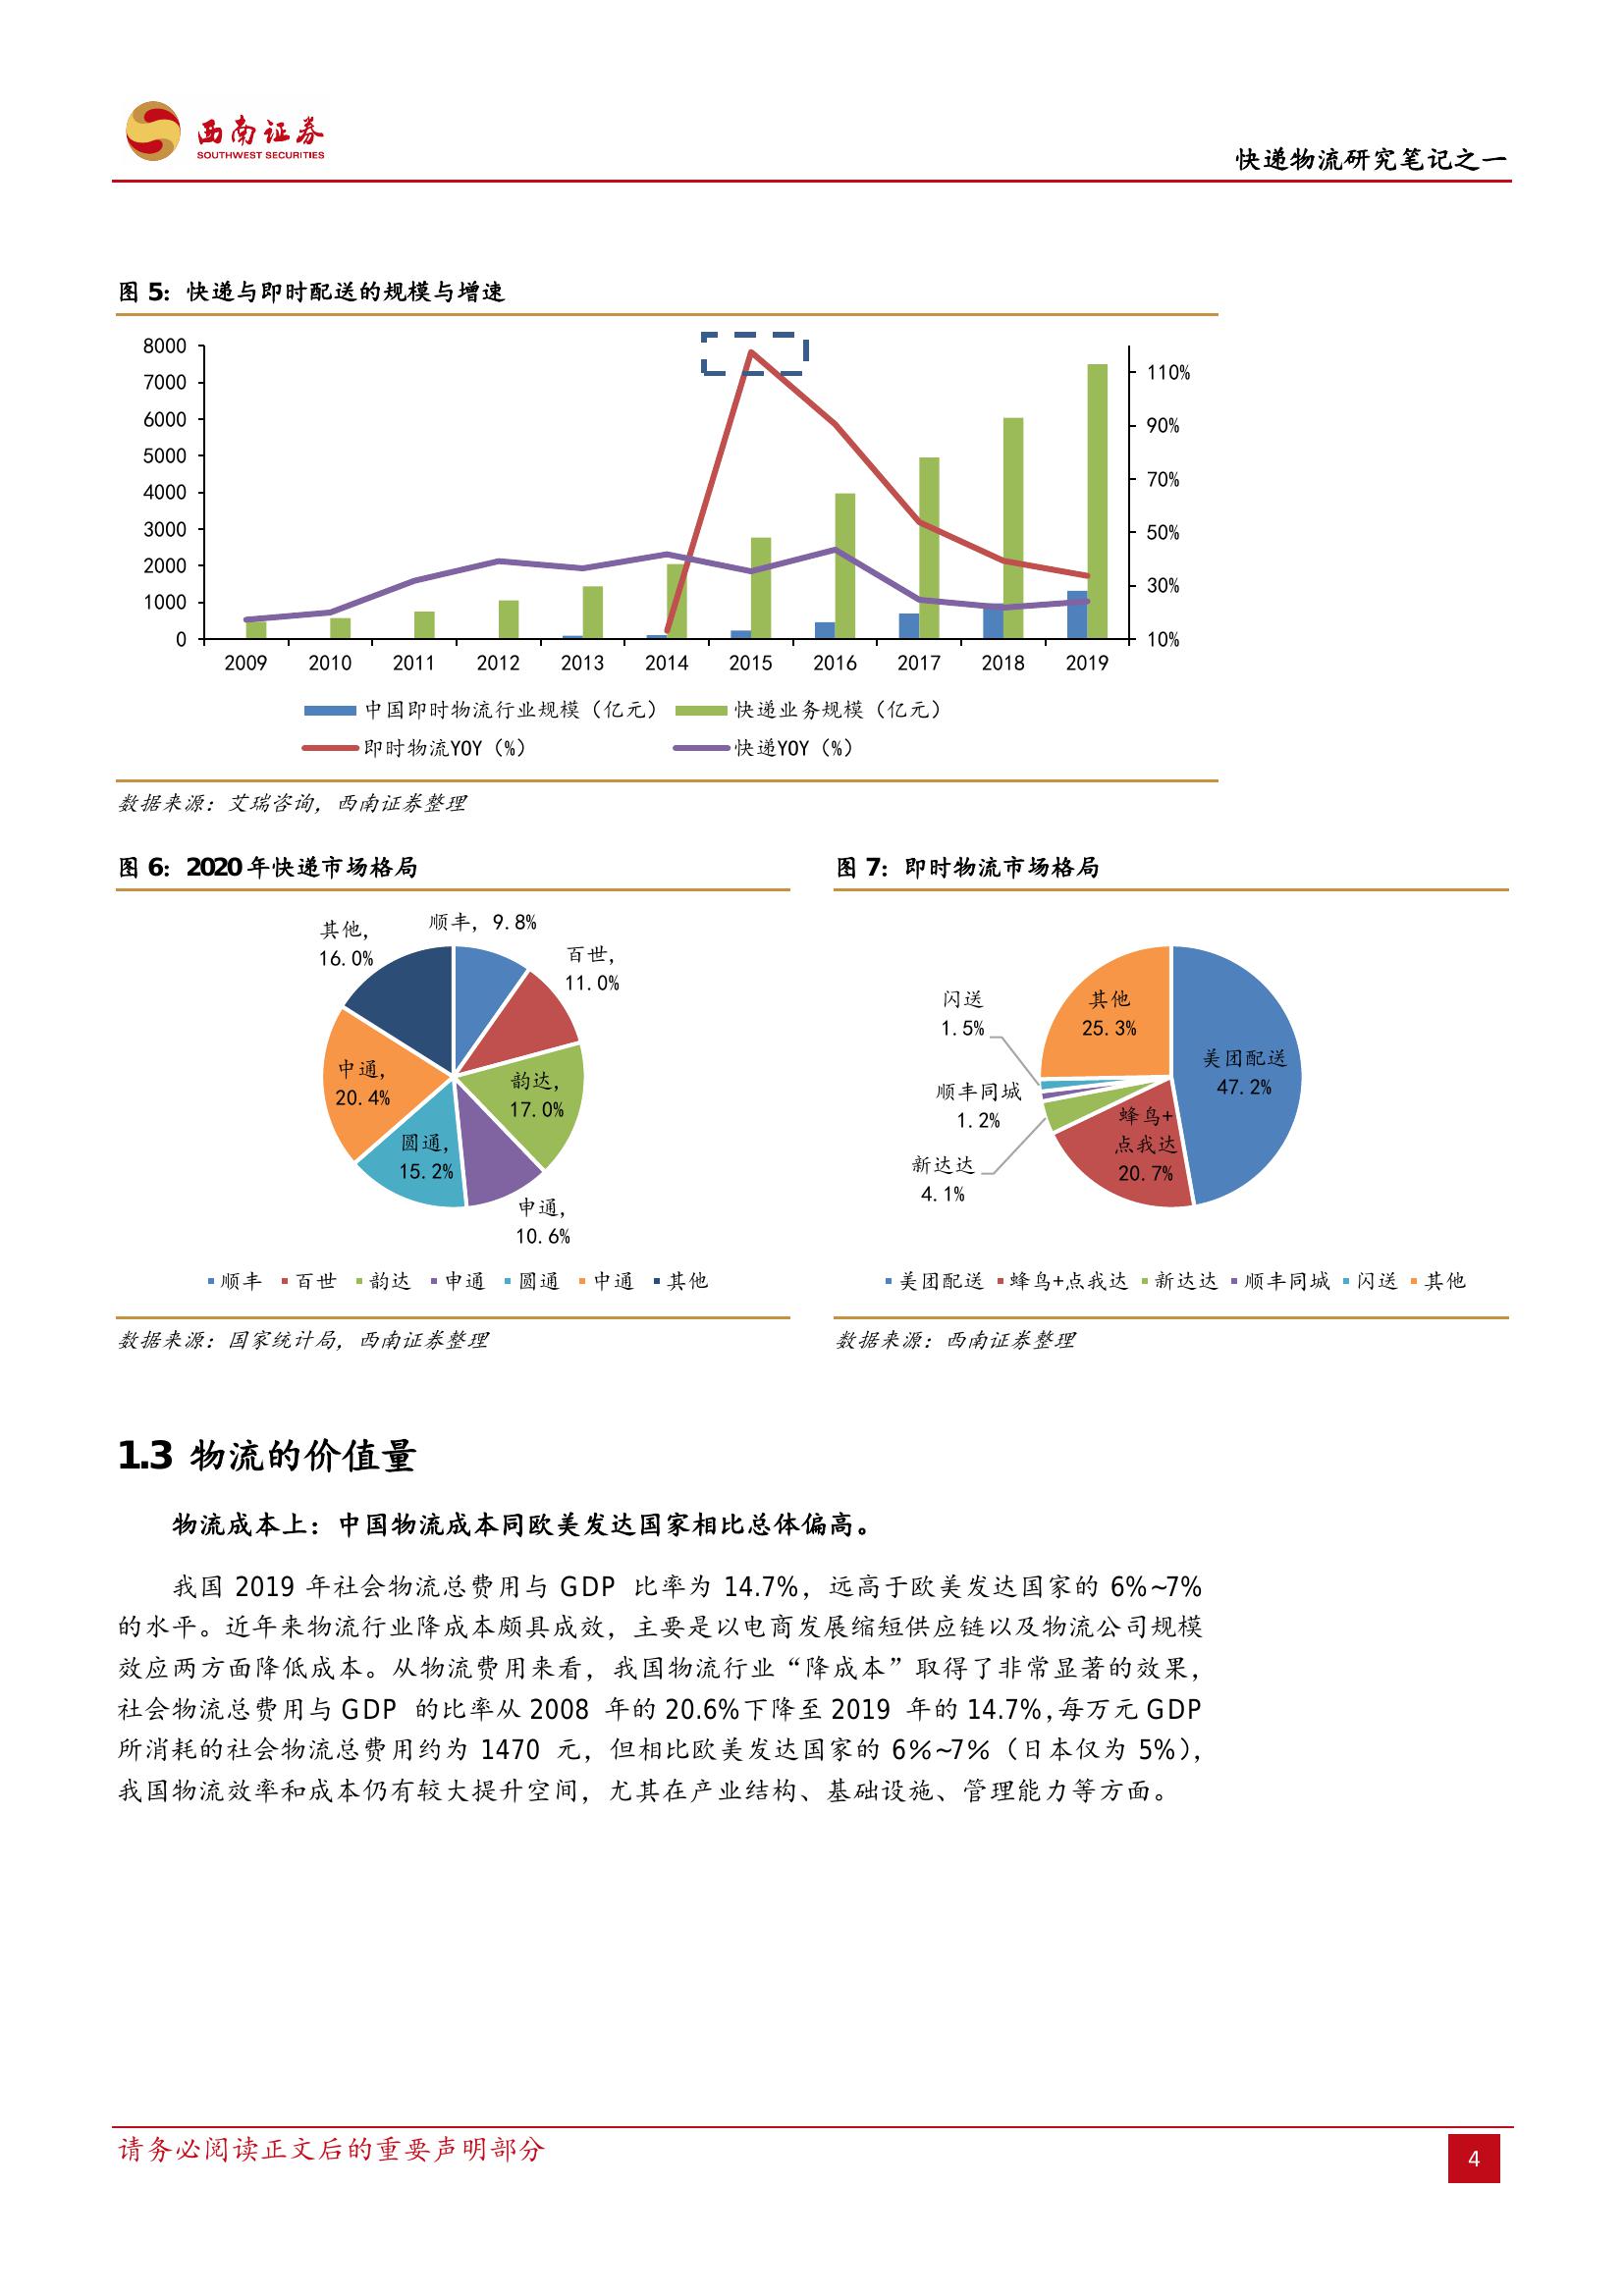 西南证券
SOUTHWEST SECURITIES
快递物流研究笔记之一
图 5：快递与即时配送的规模与增速
8000
7000
6000
5000
4000
3000
2000
1000
0
110%
90%
70%
50%
30%
10%
2009 2010 2011 2012 2013 2014 2015 2016 2017 2018 2019
中国即时物流行业规模（亿元） 快递业务规模（亿元）
即时物流YOY（%） 快递YOY（%）
数据来源：艾瑞咨询，西南证券整理
图 6：2020 年快递市场格局
顺丰, 9.8%
百世,
11.0%
韵达,
17.0%
申通,
10.6%
圆通,
15.2%
中通,
20.4%
其他,
16.0%
顺丰 百世 韵达 申通 圆通 中通 其他
数据来源：国家统计局，西南证券整理
图 7：即时物流市场格局
美团配送
47.2%
蜂鸟+
点我达
20.7%
新达达
4.1%
顺丰同城
1.2%
闪送
1.5%
其他
25.3%
美团配送 蜂鸟+点我达 新达达 顺丰同城 闪送 其他
数据来源：西南证券整理
1.3 物流的价值量
物流成本上：中国物流成本同欧美发达国家相比总体偏高。
我国 2019 年社会物流总费用与 GDP 比率为 14.7%，远高于欧美发达国家的 6%~7%
的水平。近年来物流行业降成本颇具成效，主要是以电商发展缩短供应链以及物流公司规模
效应两方面降低成本。从物流费用来看，我国物流行业“降成本”取得了非常显著的效果，
社会物流总费用与 GDP 的比率从 2008 年的 20.6%下降至 2019 年的 14.7%，每万元 GDP
所消耗的社会物流总费用约为 1470 元，但相比欧美发达国家的 6%~7%（日本仅为 5%），
我国物流效率和成本仍有较大提升空间，尤其在产业结构、基础设施、管理能力等方面。
请务必阅读正文后的重要声明部分
4